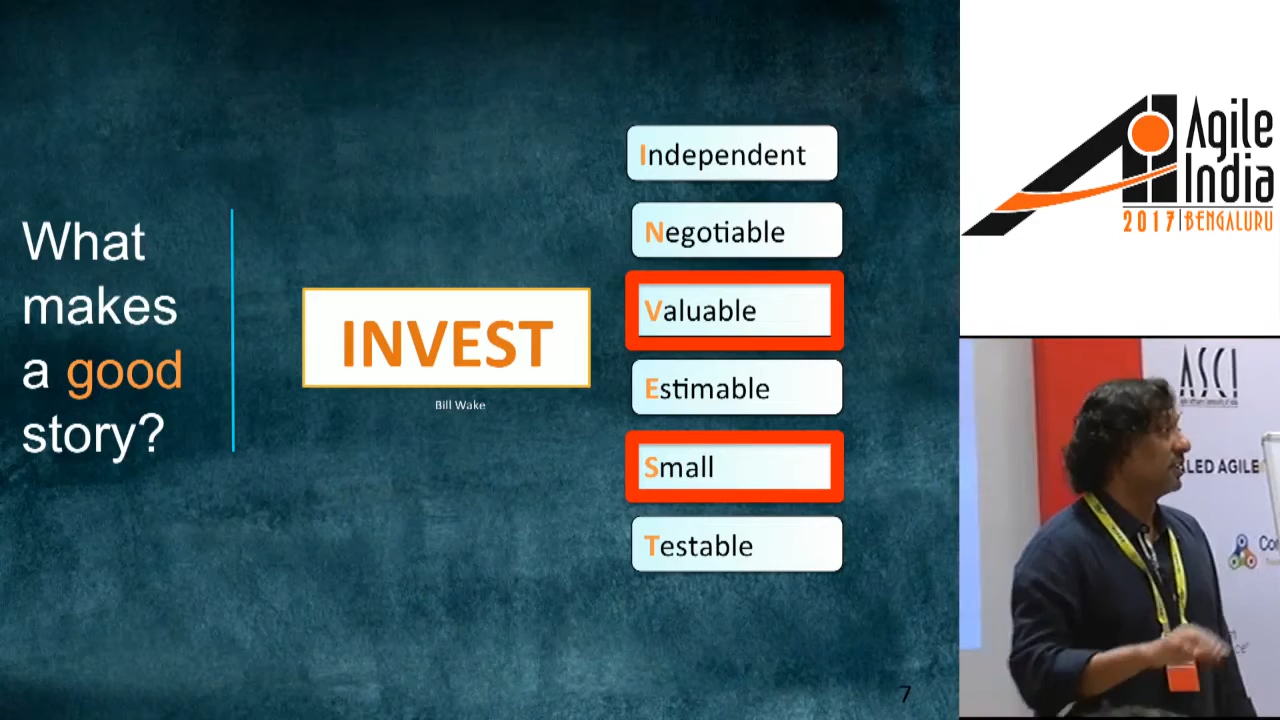 What
makes
a good
story?
INVEST
Bill Wake
Independent
Negotiable
Valuable
Estimable
Small
Testable
7
Agile
India
2017 | BENGALURU
ASCI
LED AGILE